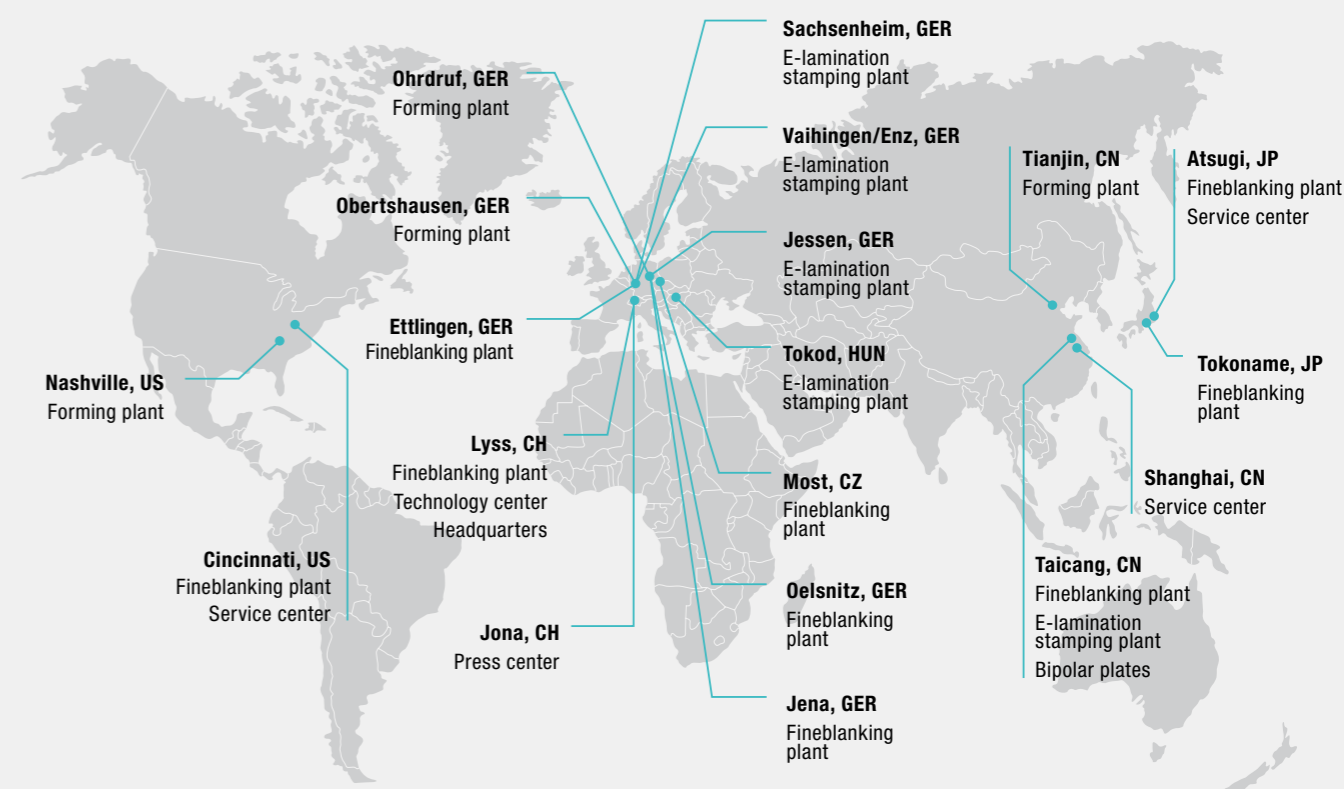 Sachsenheim, GER
E-lamination
stamping plant
Ohrdruf, GER
Forming plant
Vaihingen/Enz, GER
E-lamination
stamping plant
Tianjin, CN
Forming plant
Atsugi, JP
Fineblanking plant
Service center
Obertshausen, GER
Forming plant
Jessen, GER
E-lamination
stamping plant
Ettlingen, GER
Fineblanking plant
Tokod, HUN
E-lamination
stamping plant
Tokoname, JP
Fineblanking
plant
Nashville, US
Forming plant
Lyss, CH
Fineblanking plant
Technology center
Headquarters
Most, CZ
Fineblanking
plant
Shanghai, CN
Service center
Cincinnati, US
Fineblanking plant
Service center
Taicang, CN
Fineblanking plant
E-lamination
stamping plant
Bipolar plates
Oelsnitz, GER
Fineblanking
plant
Jona, CH
Press center
Jena, GER
Fineblanking
plant